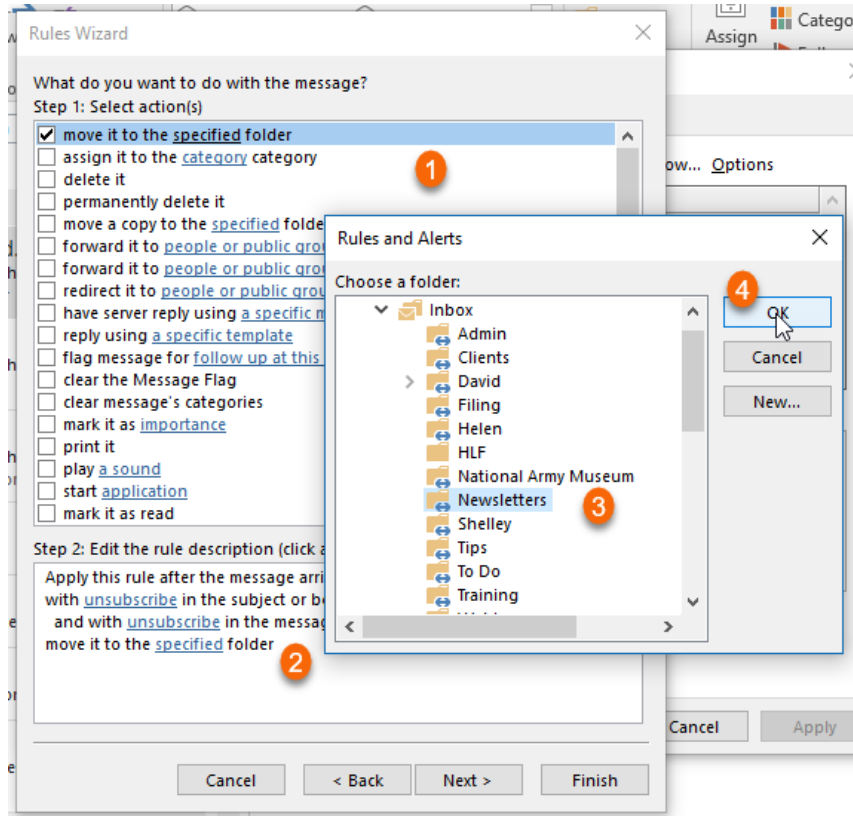 Catego
Assign
Rules Wizard
What do you want to do with the message?
Step 1: Select action(s)
move it to the specified folder
assign it to the category category
delete it
permanently delete it
move a copy to the specified folde
forward it to people or public gro
forward it to people or public gro
redirect it to people or public grou
have server reply using a specific m
reply using a specific template
flag message for follow up at this
clear the Message Flag
clear message's categories
mark it as importance
print it
play a sound
start application
mark it as read
1
Step 2: Edit the rule description (click a
Apply this rule after the message arri
with unsubscribe in the subject or bo
and with unsubscribe in the messag
move it to the specified folder
2
Cancel
< Back
Next >
Finish
ow... Options
Rules and Alerts
Choose a folder:
Inbox
Admin
Clients
David
Filing
Helen
HLF
National Army Museum
Newsletters
Shelley
Tips
To Do
Training
3
4
OK
Cancel
New...
Cancel
Apply